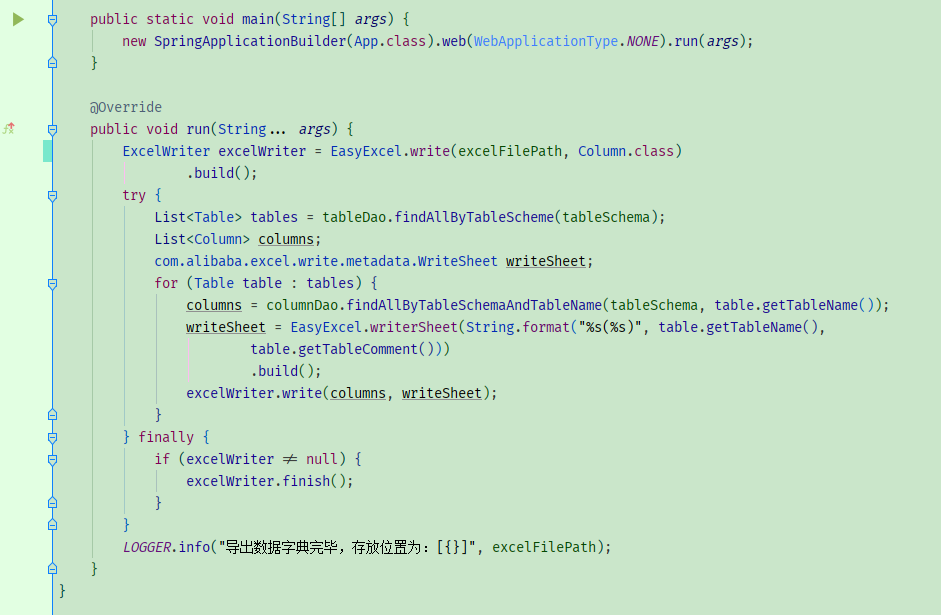 public static void main(String[] args) {
new SpringApplicationBuilder(App.class).web(WebApplicationType.NONE).run(args);
}
@Override
public void run(String... args) {
ExcelWriter excelWriter = EasyExcel.write(excelFilePath, Column.class)
.build();
try {
List<Table> tables = tableDao.findAllByTableScheme(tableSchema);
List<Column> columns;
com.alibaba.excel.write.metadata.WriteSheet writeSheet;
for (Table table : tables) {
columns = columnDao.findAllByTableSchemaAndTableName(tableSchema, table.getTableName());
writeSheet = EasyExcel.writerSheet(String.format("%s(%s)", table.getTableName(),
table.getTableComment()))
.build();
excelWriter.write(columns, writeSheet);
}
} finally {
if (excelWriter != null) {
excelWriter.finish();
}
}
LOGGER.info("导出数据字典完毕，存放位置为：[{}]", excelFilePath);
}
}